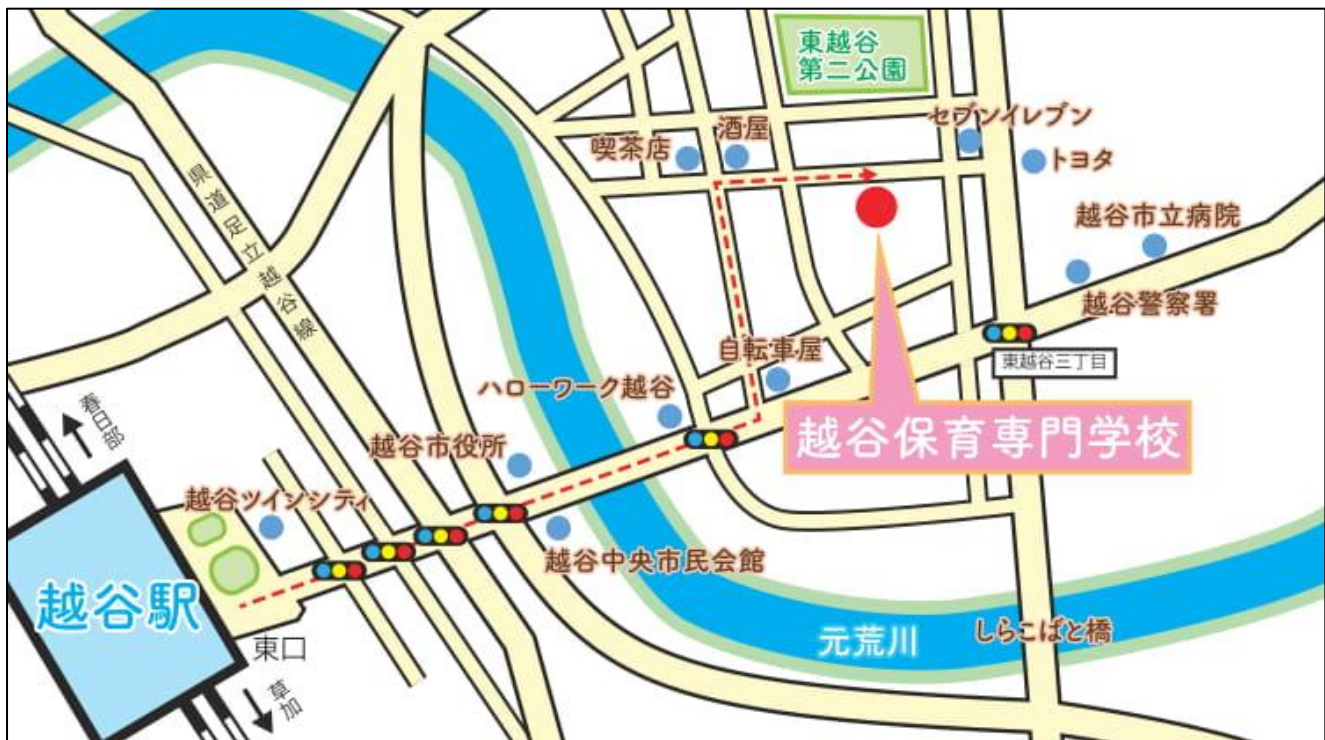 東越谷
第二公園
セブンイレブン
酒屋
喫茶店
トヨタ
越谷市立病院
越谷警察署
県道足立越谷線
東越谷三丁目
自転車屋
ハローワーク越谷
越谷保育専門学校
春日部
越谷市役所
越谷ツインシティ
越谷中央市民会館
越谷駅
東口
草加
元荒川
しらこばと橋